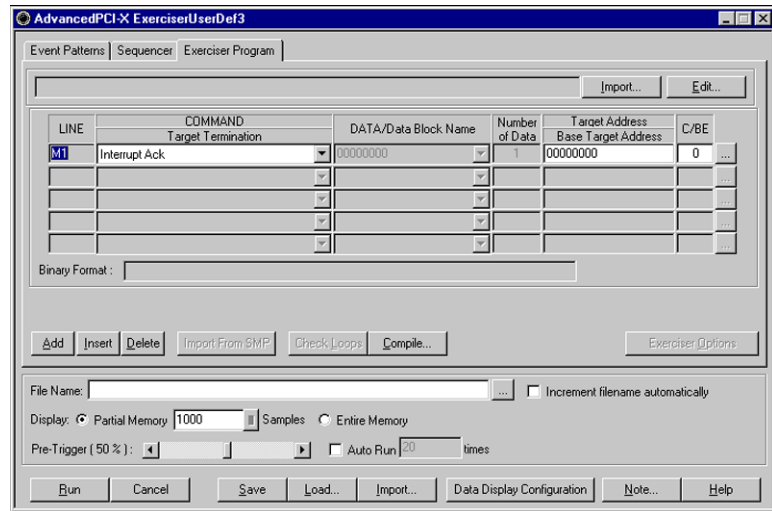 AdvancedPCI-X ExerciserUserDef3
Event Patterns Sequencer Exerciser Program
Import... Edit...
LINE COMMAND Target Termination DATA/Data Block Name Number of Data Target Address Base Target Address C/BE
M1 Interrupt Ack 00000000 1 00000000 0 ...
...
...
...
...
Binary Format :
Add Insert Delete Import From SMP Check Loops Compile... Exerciser Options
File Name: ... Increment filename automatically
Display: Partial Memory 1000 Samples Entire Memory
Pre-Trigger ( 50 % ) : Auto Run 20 times
Run Cancel Save Load... Import... Data Display Configuration Note... Help